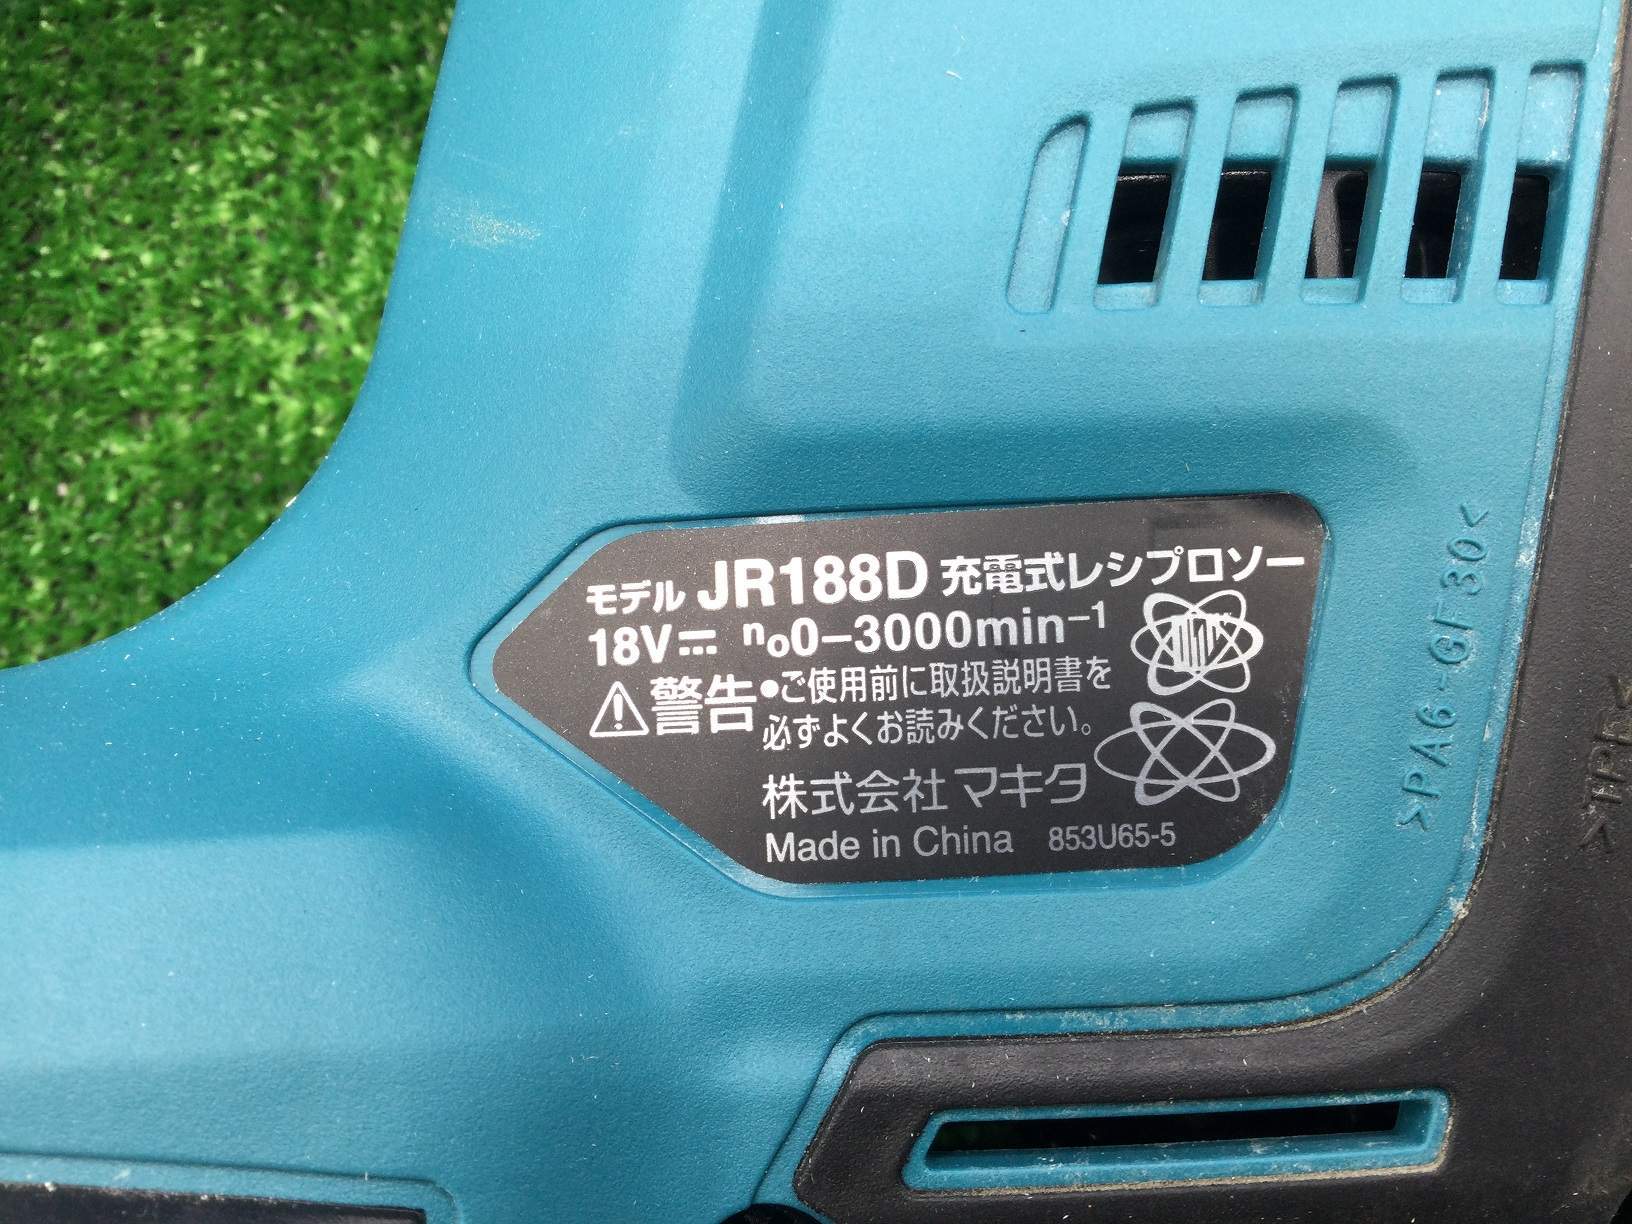 モデル JR188D 充電式レシプロソー
18V⎓ n₀0−3000min⁻¹
⚠警告 ●ご使用前に取扱説明書を
必ずよくお読みください。
株式会社マキタ
Made in China 853U65-5
>PA6-GF30<